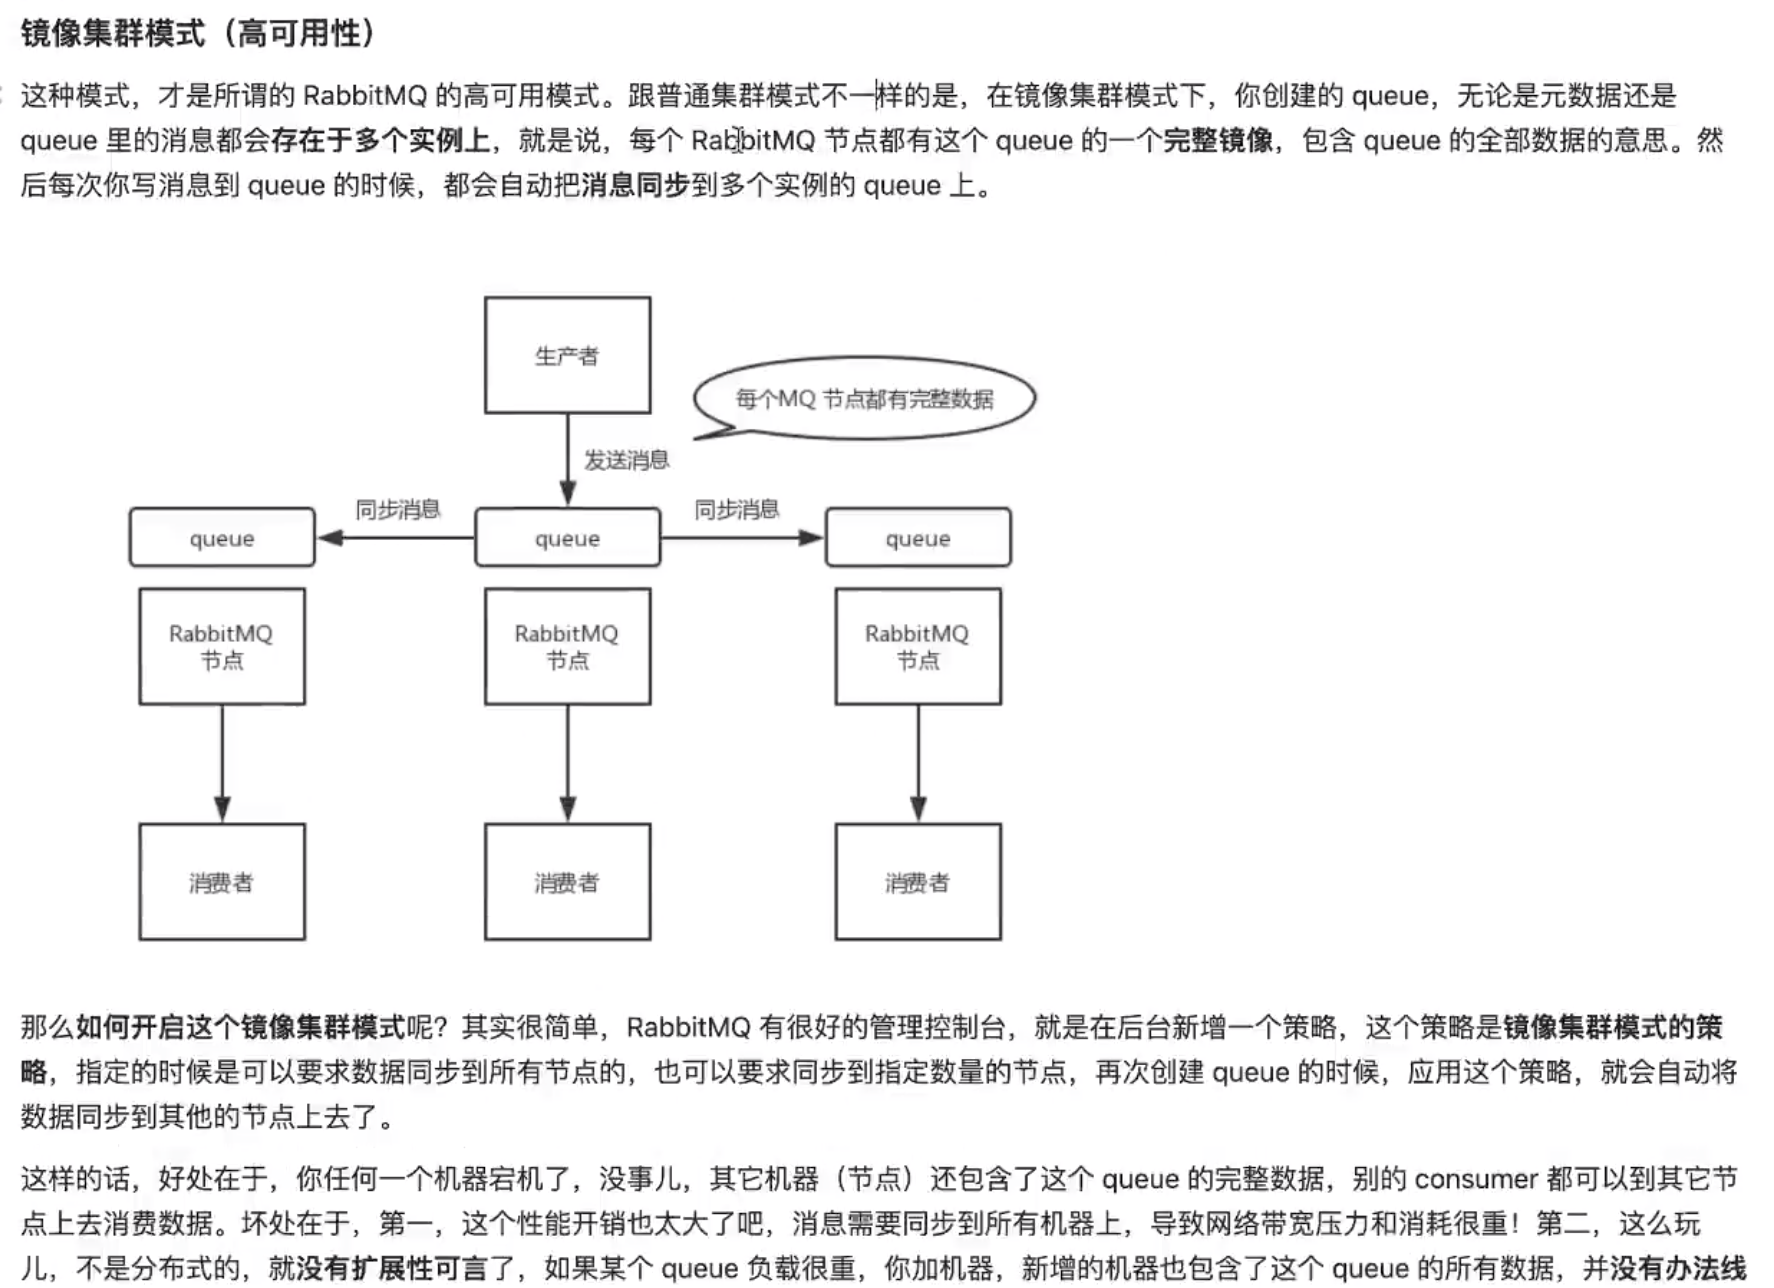 镜像集群模式（高可用性）
这种模式，才是所谓的 RabbitMQ 的高可用模式。跟普通集群模式不一样的是，在镜像集群模式下，你创建的 queue，无论是元数据还是
queue 里的消息都会存在于多个实例上，就是说，每个 RabbitMQ 节点都有这个 queue 的一个完整镜像，包含 queue 的全部数据的意思。然
后每次你写消息到 queue 的时候，都会自动把消息同步到多个实例的 queue 上。
生产者
每个MQ 节点都有完整数据
发送消息
同步消息
同步消息
queue
queue
queue
RabbitMQ
节点
RabbitMQ
节点
RabbitMQ
节点
消费者
消费者
消费者
那么如何开启这个镜像集群模式呢？其实很简单，RabbitMQ 有很好的管理控制台，就是在后台新增一个策略，这个策略是镜像集群模式的策
略，指定的时候是可以要求数据同步到所有节点的，也可以要求同步到指定数量的节点，再次创建 queue 的时候，应用这个策略，就会自动将
数据同步到其他的节点上去了。
这样的话，好处在于，你任何一个机器宕机了，没事儿，其它机器（节点）还包含了这个 queue 的完整数据，别的 consumer 都可以到其它节
点上去消费数据。坏处在于，第一，这个性能开销也太大了吧，消息需要同步到所有机器上，导致网络带宽压力和消耗很重！第二，这么玩
儿，不是分布式的，就没有扩展性可言了，如果某个 queue 负载很重，你加机器，新增的机器也包含了这个 queue 的所有数据，并没有办法线